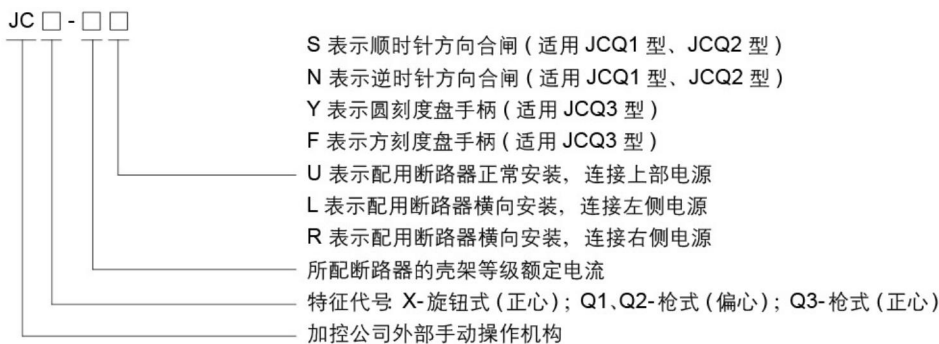 JC □ - □ □
S 表示顺时针方向合闸 ( 适用 JCQ1 型、JCQ2 型 )
N 表示逆时针方向合闸 ( 适用 JCQ1 型、JCQ2 型 )
Y 表示圆刻度盘手柄 ( 适用 JCQ3 型 )
F 表示方刻度盘手柄 ( 适用 JCQ3 型 )
U 表示配用断路器正常安装，连接上部电源
L 表示配用断路器横向安装，连接左侧电源
R 表示配用断路器横向安装，连接右侧电源
所配断路器的壳架等级额定电流
特征代号 X-旋钮式 (正心)；Q1、Q2-枪式 (偏心)；Q3-枪式 (正心)
加控公司外部手动操作机构